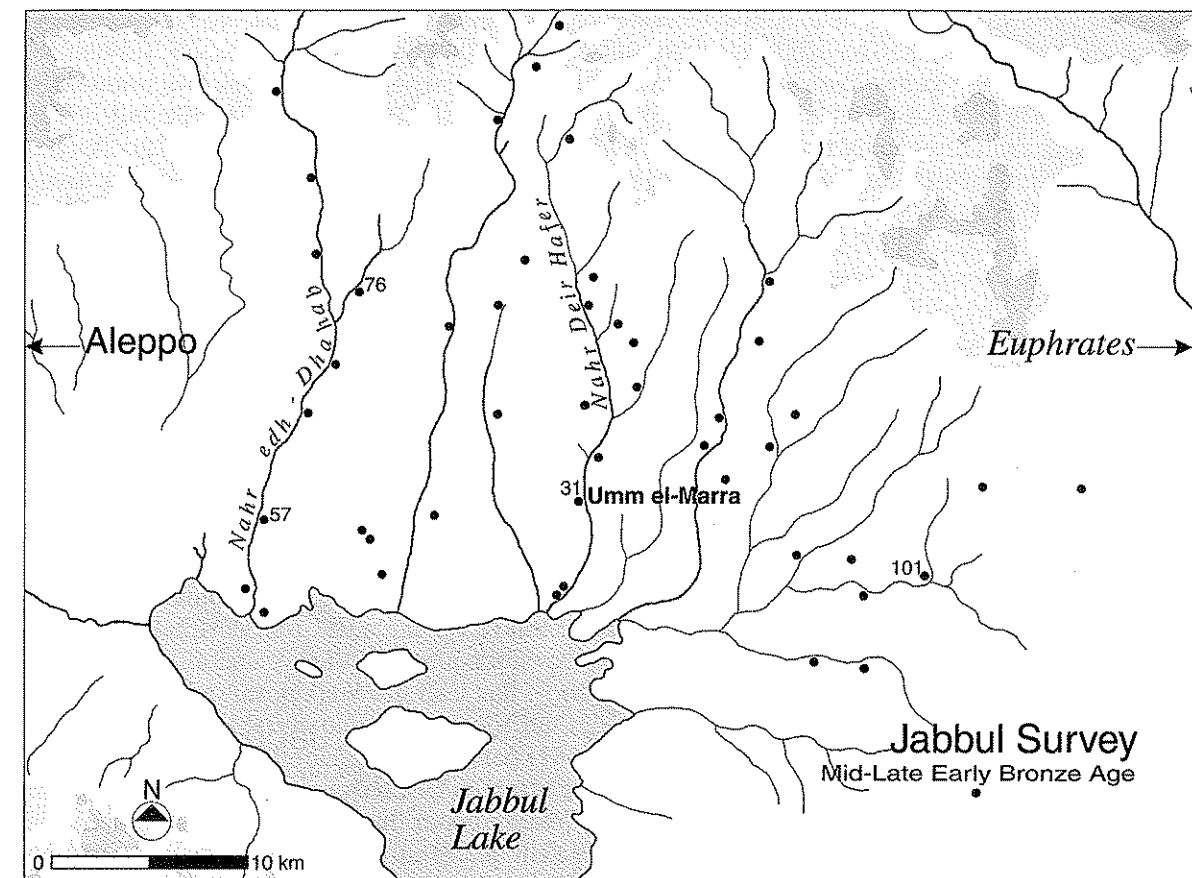 76
Nahr Deir Hafer
Aleppo
Nahr edh-Dhahab
Euphrates
31
Umm el-Marra
57
101
Jabbul Survey
Mid-Late Early Bronze Age
N
Jabbul
Lake
0
10 km